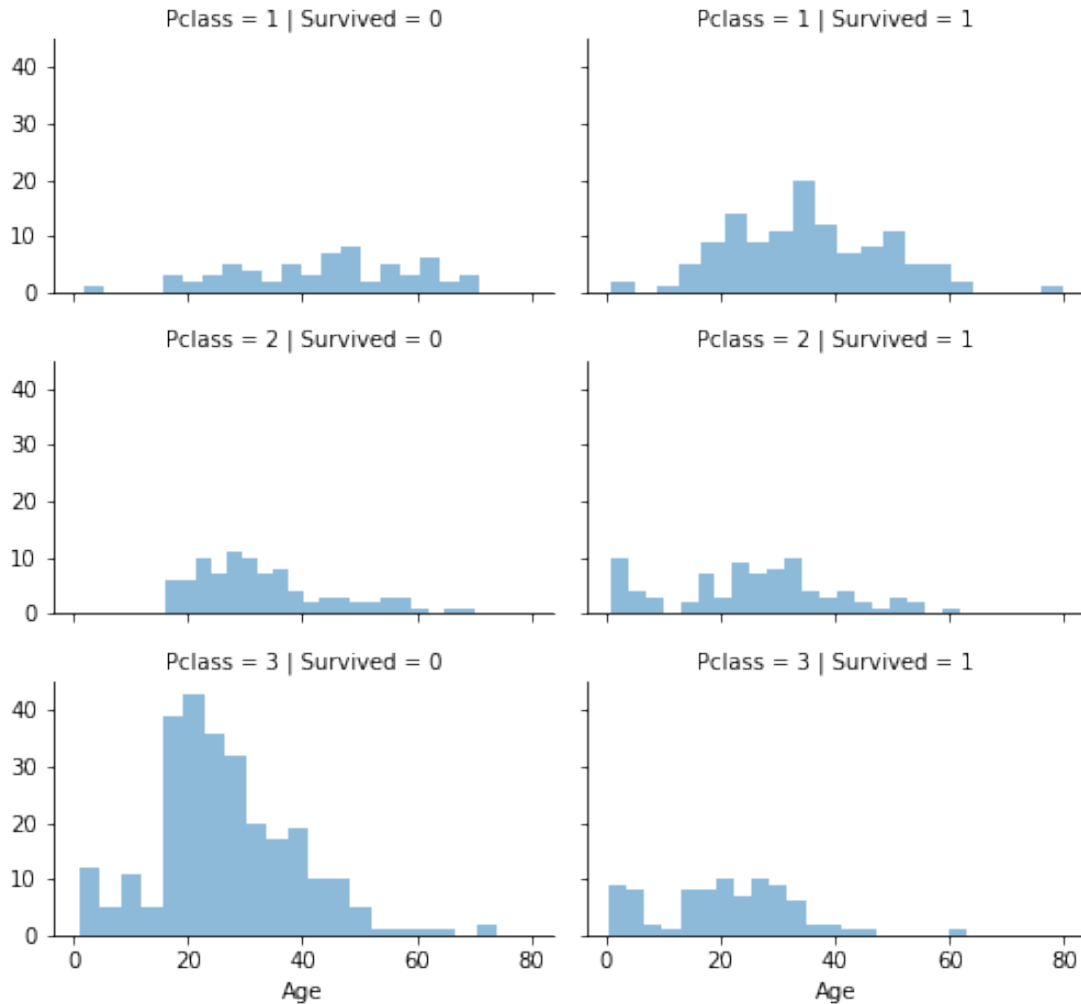 Pclass = 1 | Survived = 0
Pclass = 1 | Survived = 1
40
30
20
10
0
Pclass = 2 | Survived = 0
Pclass = 2 | Survived = 1
40
30
20
10
0
Pclass = 3 | Survived = 0
Pclass = 3 | Survived = 1
40
30
20
10
0
0 20 40 60 80
0 20 40 60 80
Age
Age